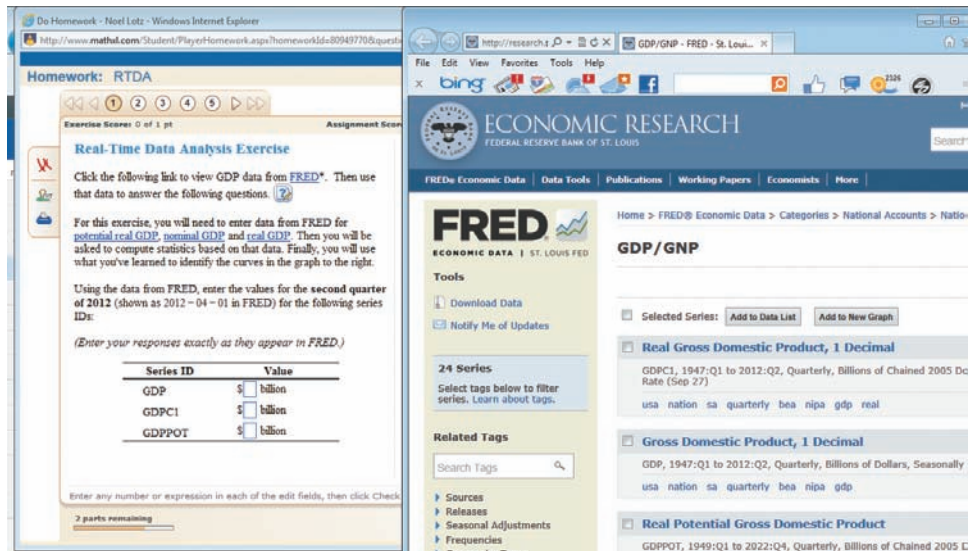 Do Homework - Noel Lotz - Windows Internet Explorer
http://www.mathxl.com/Student/PlayerHomework.aspx?homeworkId=80949770&questi
Homework: RTDA
1 2 3 4 5
Exercise Score: 0 of 1 pt
Assignment Score
Real-Time Data Analysis Exercise
Click the following link to view GDP data from FRED*. Then use
that data to answer the following questions.
For this exercise, you will need to enter data from FRED for
potential real GDP, nominal GDP and real GDP. Then you will be
asked to compute statistics based on that data. Finally, you will use
what you've learned to identify the curves in the graph to the right.
Using the data from FRED, enter the values for the second quarter
of 2012 (shown as 2012 – 04 – 01 in FRED) for the following series
IDs:
(Enter your responses exactly as they appear in FRED.)
Series ID Value
GDP $ billion
GDPC1 $ billion
GDPPOT $ billion
Enter any number or expression in each of the edit fields, then click Check
2 parts remaining
http://research.s
GDP/GNP - FRED - St. Loui...
File Edit View Favorites Tools Help
x bing
2326
ECONOMIC RESEARCH
FEDERAL RESERVE BANK OF ST. LOUIS
Search
FRED® Economic Data | Data Tools | Publications | Working Papers | Economists | More
FRED
ECONOMIC DATA | ST. LOUIS FED
Tools
Download Data
Notify Me of Updates
24 Series
Select tags below to filter
series. Learn about tags.
Related Tags
Search Tags
Sources
Releases
Seasonal Adjustments
Frequencies
Home > FRED® Economic Data > Categories > National Accounts > Natio
GDP/GNP
Selected Series: Add to Data List Add to New Graph
Real Gross Domestic Product, 1 Decimal
GDPC1, 1947:Q1 to 2012:Q2, Quarterly, Billions of Chained 2005 Do
Rate (Sep 27)
usa nation sa quarterly bea nipa gdp real
Gross Domestic Product, 1 Decimal
GDP, 1947:Q1 to 2012:Q2, Quarterly, Billions of Dollars, Seasonally
usa nation sa quarterly bea nipa gdp
Real Potential Gross Domestic Product
GDPPOT, 1949:Q1 to 2022:Q4, Quarterly, Billions of Chained 2005 D